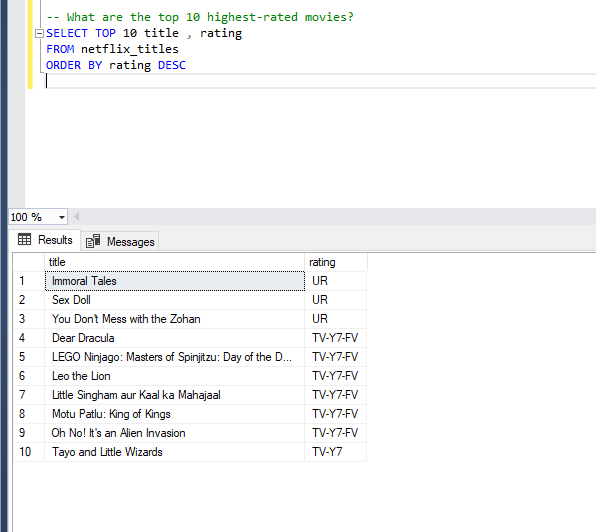 -- What are the top 10 highest-rated movies?
SELECT TOP 10 title , rating
FROM netflix_titles
ORDER BY rating DESC
100 %
Results Messages
title rating
1 Immoral Tales UR
2 Sex Doll UR
3 You Don't Mess with the Zohan UR
4 Dear Dracula TV-Y7-FV
5 LEGO Ninjago: Masters of Spinjitzu: Day of the D... TV-Y7-FV
6 Leo the Lion TV-Y7-FV
7 Little Singham aur Kaal ka Mahajaal TV-Y7-FV
8 Motu Patlu: King of Kings TV-Y7-FV
9 Oh No! It's an Alien Invasion TV-Y7-FV
10 Tayo and Little Wizards TV-Y7